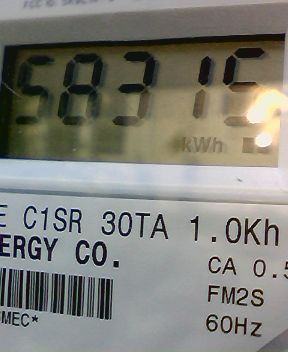 58315
kWh
E C1SR 30TA 1.0Kh
ERGY CO.
CA 0.5
FM2S
MEC*
60Hz